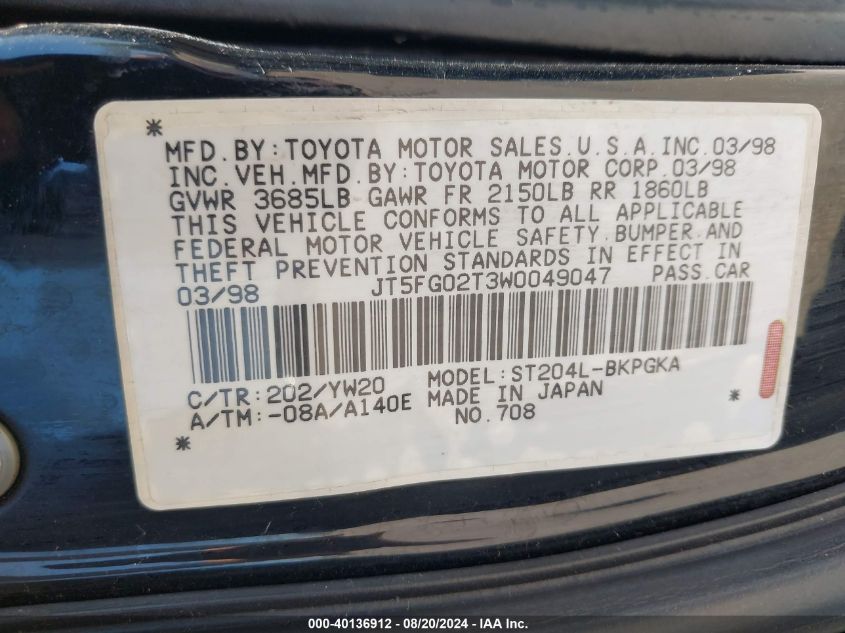 *
MFD.BY:TOYOTA MOTOR SALES.U.S.A.INC.03/98
INC.VEH.MFD.BY:TOYOTA MOTOR CORP.03/98
GVWR 3685LB GAWR FR 2150LB RR 1860LB
THIS VEHICLE CONFORMS TO ALL APPLICABLE
FEDERAL MOTOR VEHICLE SAFETY.BUMPER.AND
THEFT PREVENTION STANDARDS IN EFFECT IN
03/98 JT5FG02T3W0049047 PASS.CAR
C/TR:202/YW20 MODEL:ST204L-BKPGKA
A/TM:-08A/A140E MADE IN JAPAN *
* NO.708
000-40136912 - 08/20/2024 - IAA Inc.